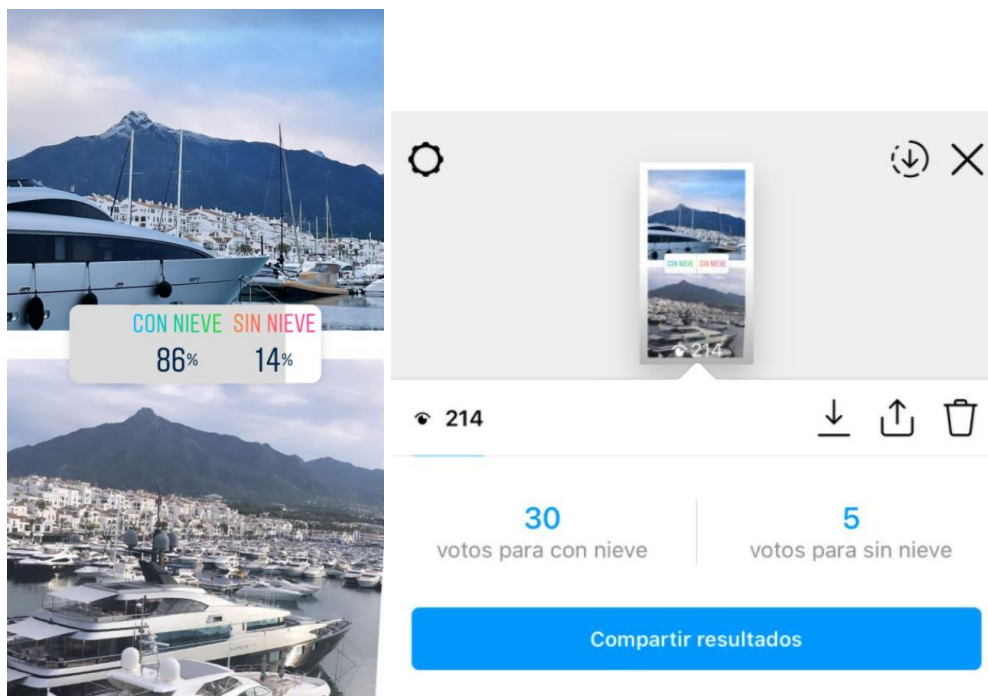 CON NIEVE SIN NIEVE
86% 14%
CON NIEVE SIN NIEVE
214
214
30 5
votos para con nieve votos para sin nieve
Compartir resultados